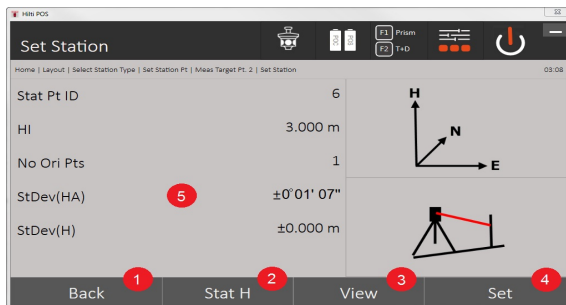 Hilti POS
Set Station
POC
POS
F1 Prism
F2 T+D
Home | Layout | Select Station Type | Set Station Pt | Meas Target Pt. 2 | Set Station
03:08
Stat Pt ID 6
HI 3.000 m
No Ori Pts 1
StDev(HA) 5 ±0°01' 07"
StDev(H) ±0.000 m
H
N
E
1 2 3 4
Back Stat H View Set